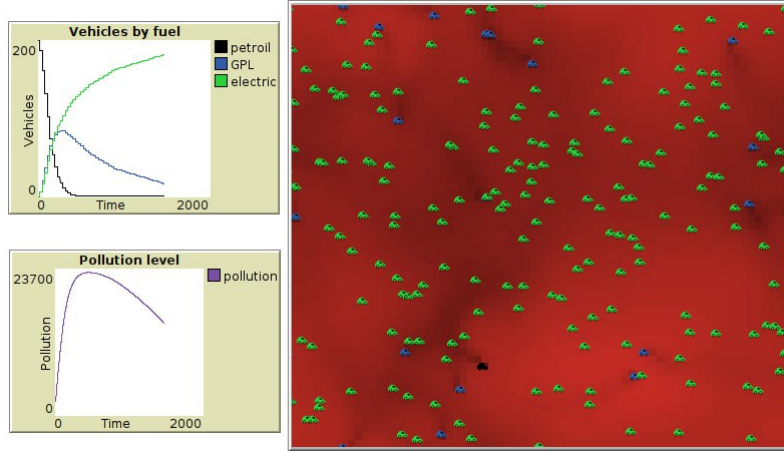 Vehicles by fuel
200
Vehicles
0
0 Time 2000
petroil
GPL
electric
Pollution level
23700
Pollution
0
0 Time 2000
pollution